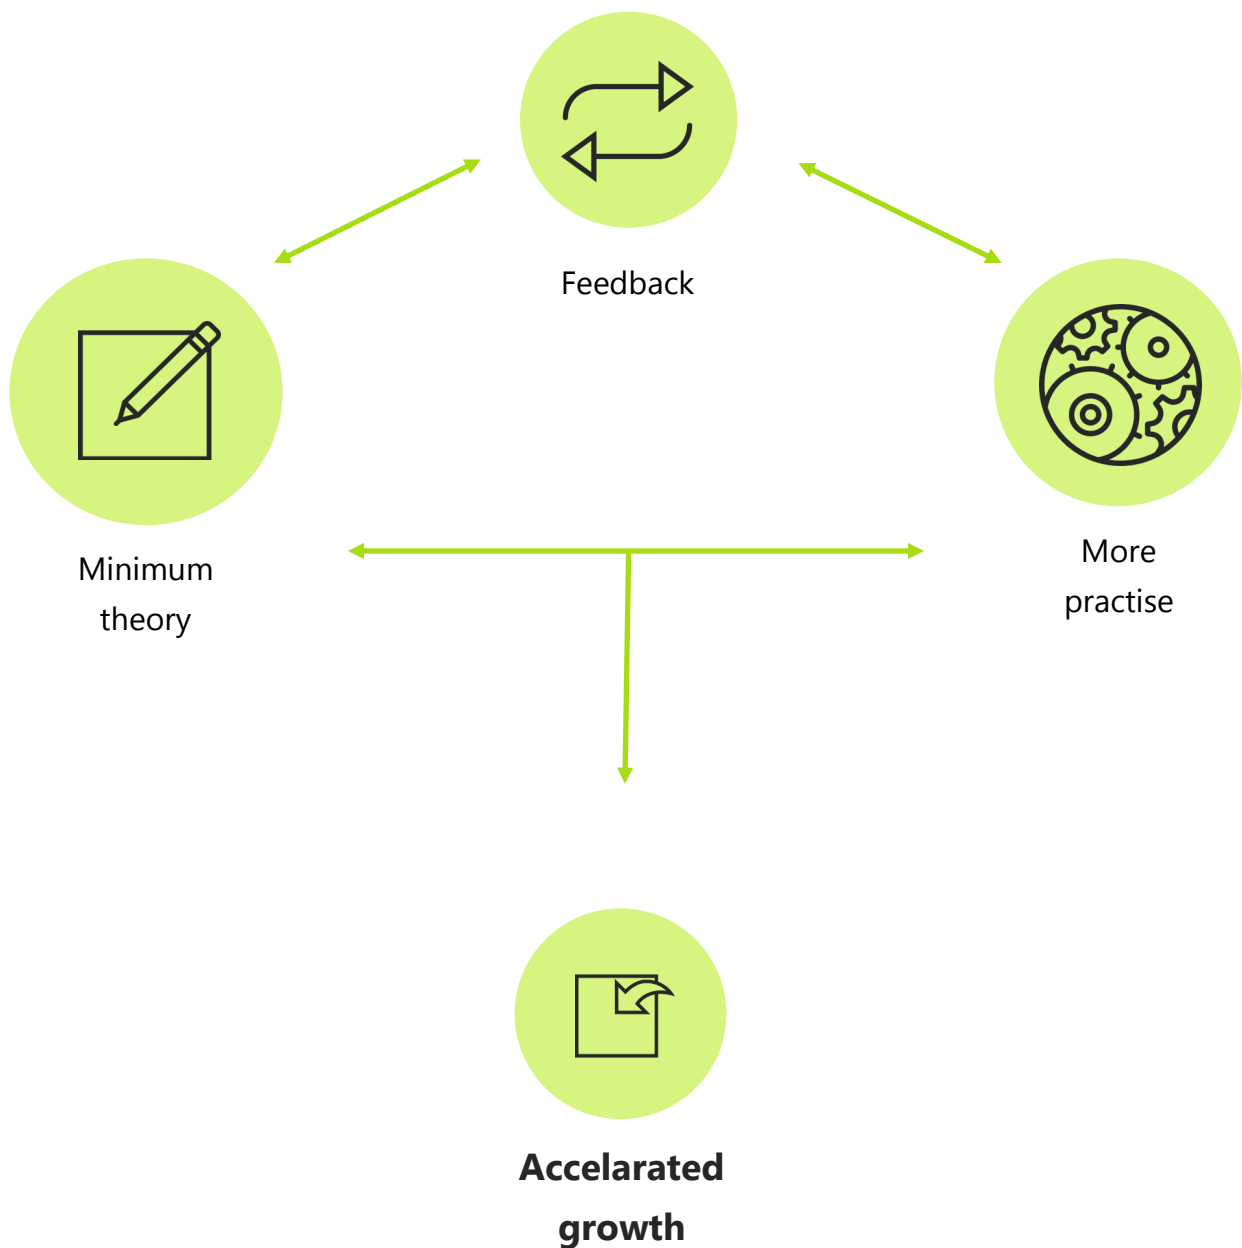 Feedback
Minimum
theory
More
practise
Accelarated
growth